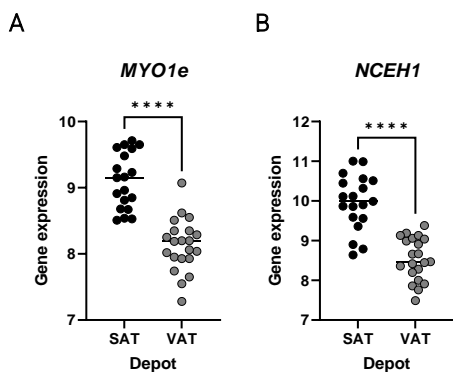 A
B
MYO1e
NCEH1
****
****
Gene expression
10
9
8
7
SAT VAT
Depot
Gene expression
12
11
10
9
8
7
SAT VAT
Depot